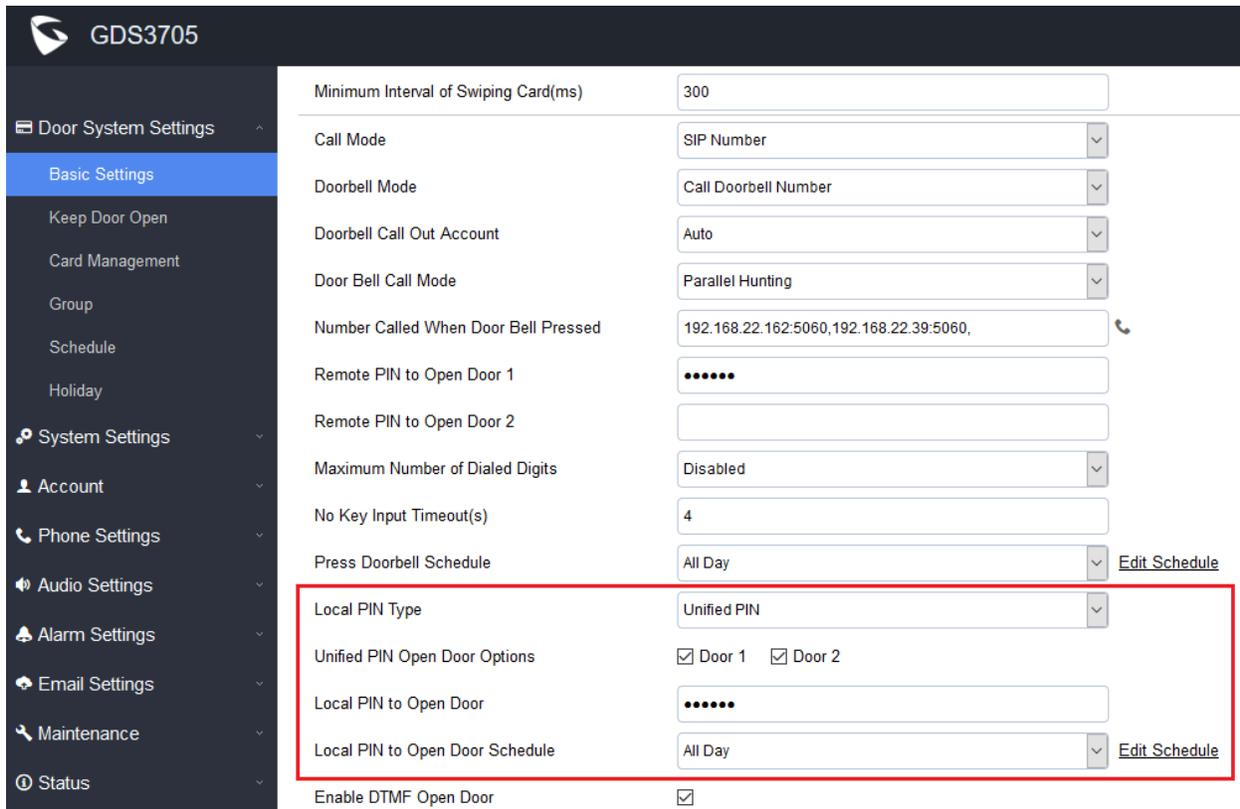 GDS3705
Door System Settings
Basic Settings
Keep Door Open
Card Management
Group
Schedule
Holiday
System Settings
Account
Phone Settings
Audio Settings
Alarm Settings
Email Settings
Maintenance
Status
Minimum Interval of Swiping Card(ms) 300
Call Mode SIP Number
Doorbell Mode Call Doorbell Number
Doorbell Call Out Account Auto
Door Bell Call Mode Parallel Hunting
Number Called When Door Bell Pressed 192.168.22.162:5060,192.168.22.39:5060,
Remote PIN to Open Door 1 ••••••
Remote PIN to Open Door 2
Maximum Number of Dialed Digits Disabled
No Key Input Timeout(s) 4
Press Doorbell Schedule All Day Edit Schedule
Local PIN Type Unified PIN
Unified PIN Open Door Options Door 1 Door 2
Local PIN to Open Door ••••••
Local PIN to Open Door Schedule All Day Edit Schedule
Enable DTMF Open Door